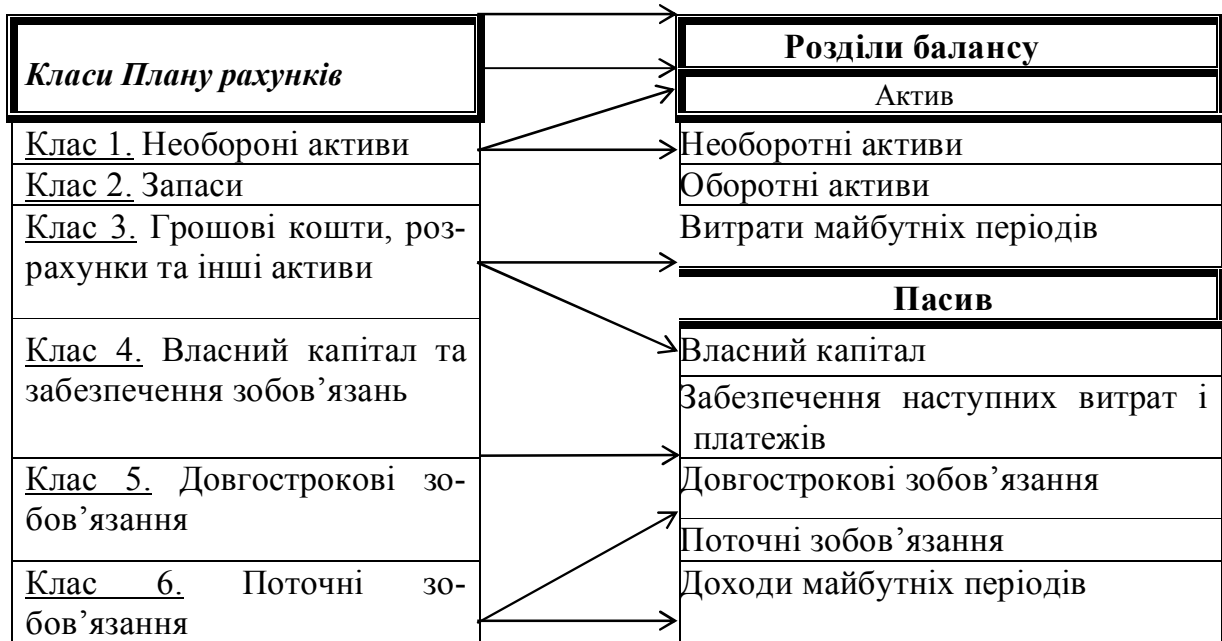 Класи Плану рахунків
Клас 1. Необороні активи
Клас 2. Запаси
Клас 3. Грошові кошти, роз-
рахунки та інші активи
Клас 4. Власний капітал та
забезпечення зобов’язань
Клас 5. Довгострокові зо-
бов’язання
Клас 6. Поточні зо-
бов’язання
Розділи балансу
Актив
Необоротні активи
Оборотні активи
Витрати майбутніх періодів
Пасив
Власний капітал
Забезпечення наступних витрат і
платежів
Довгострокові зобов’язання
Поточні зобов’язання
Доходи майбутніх періодів